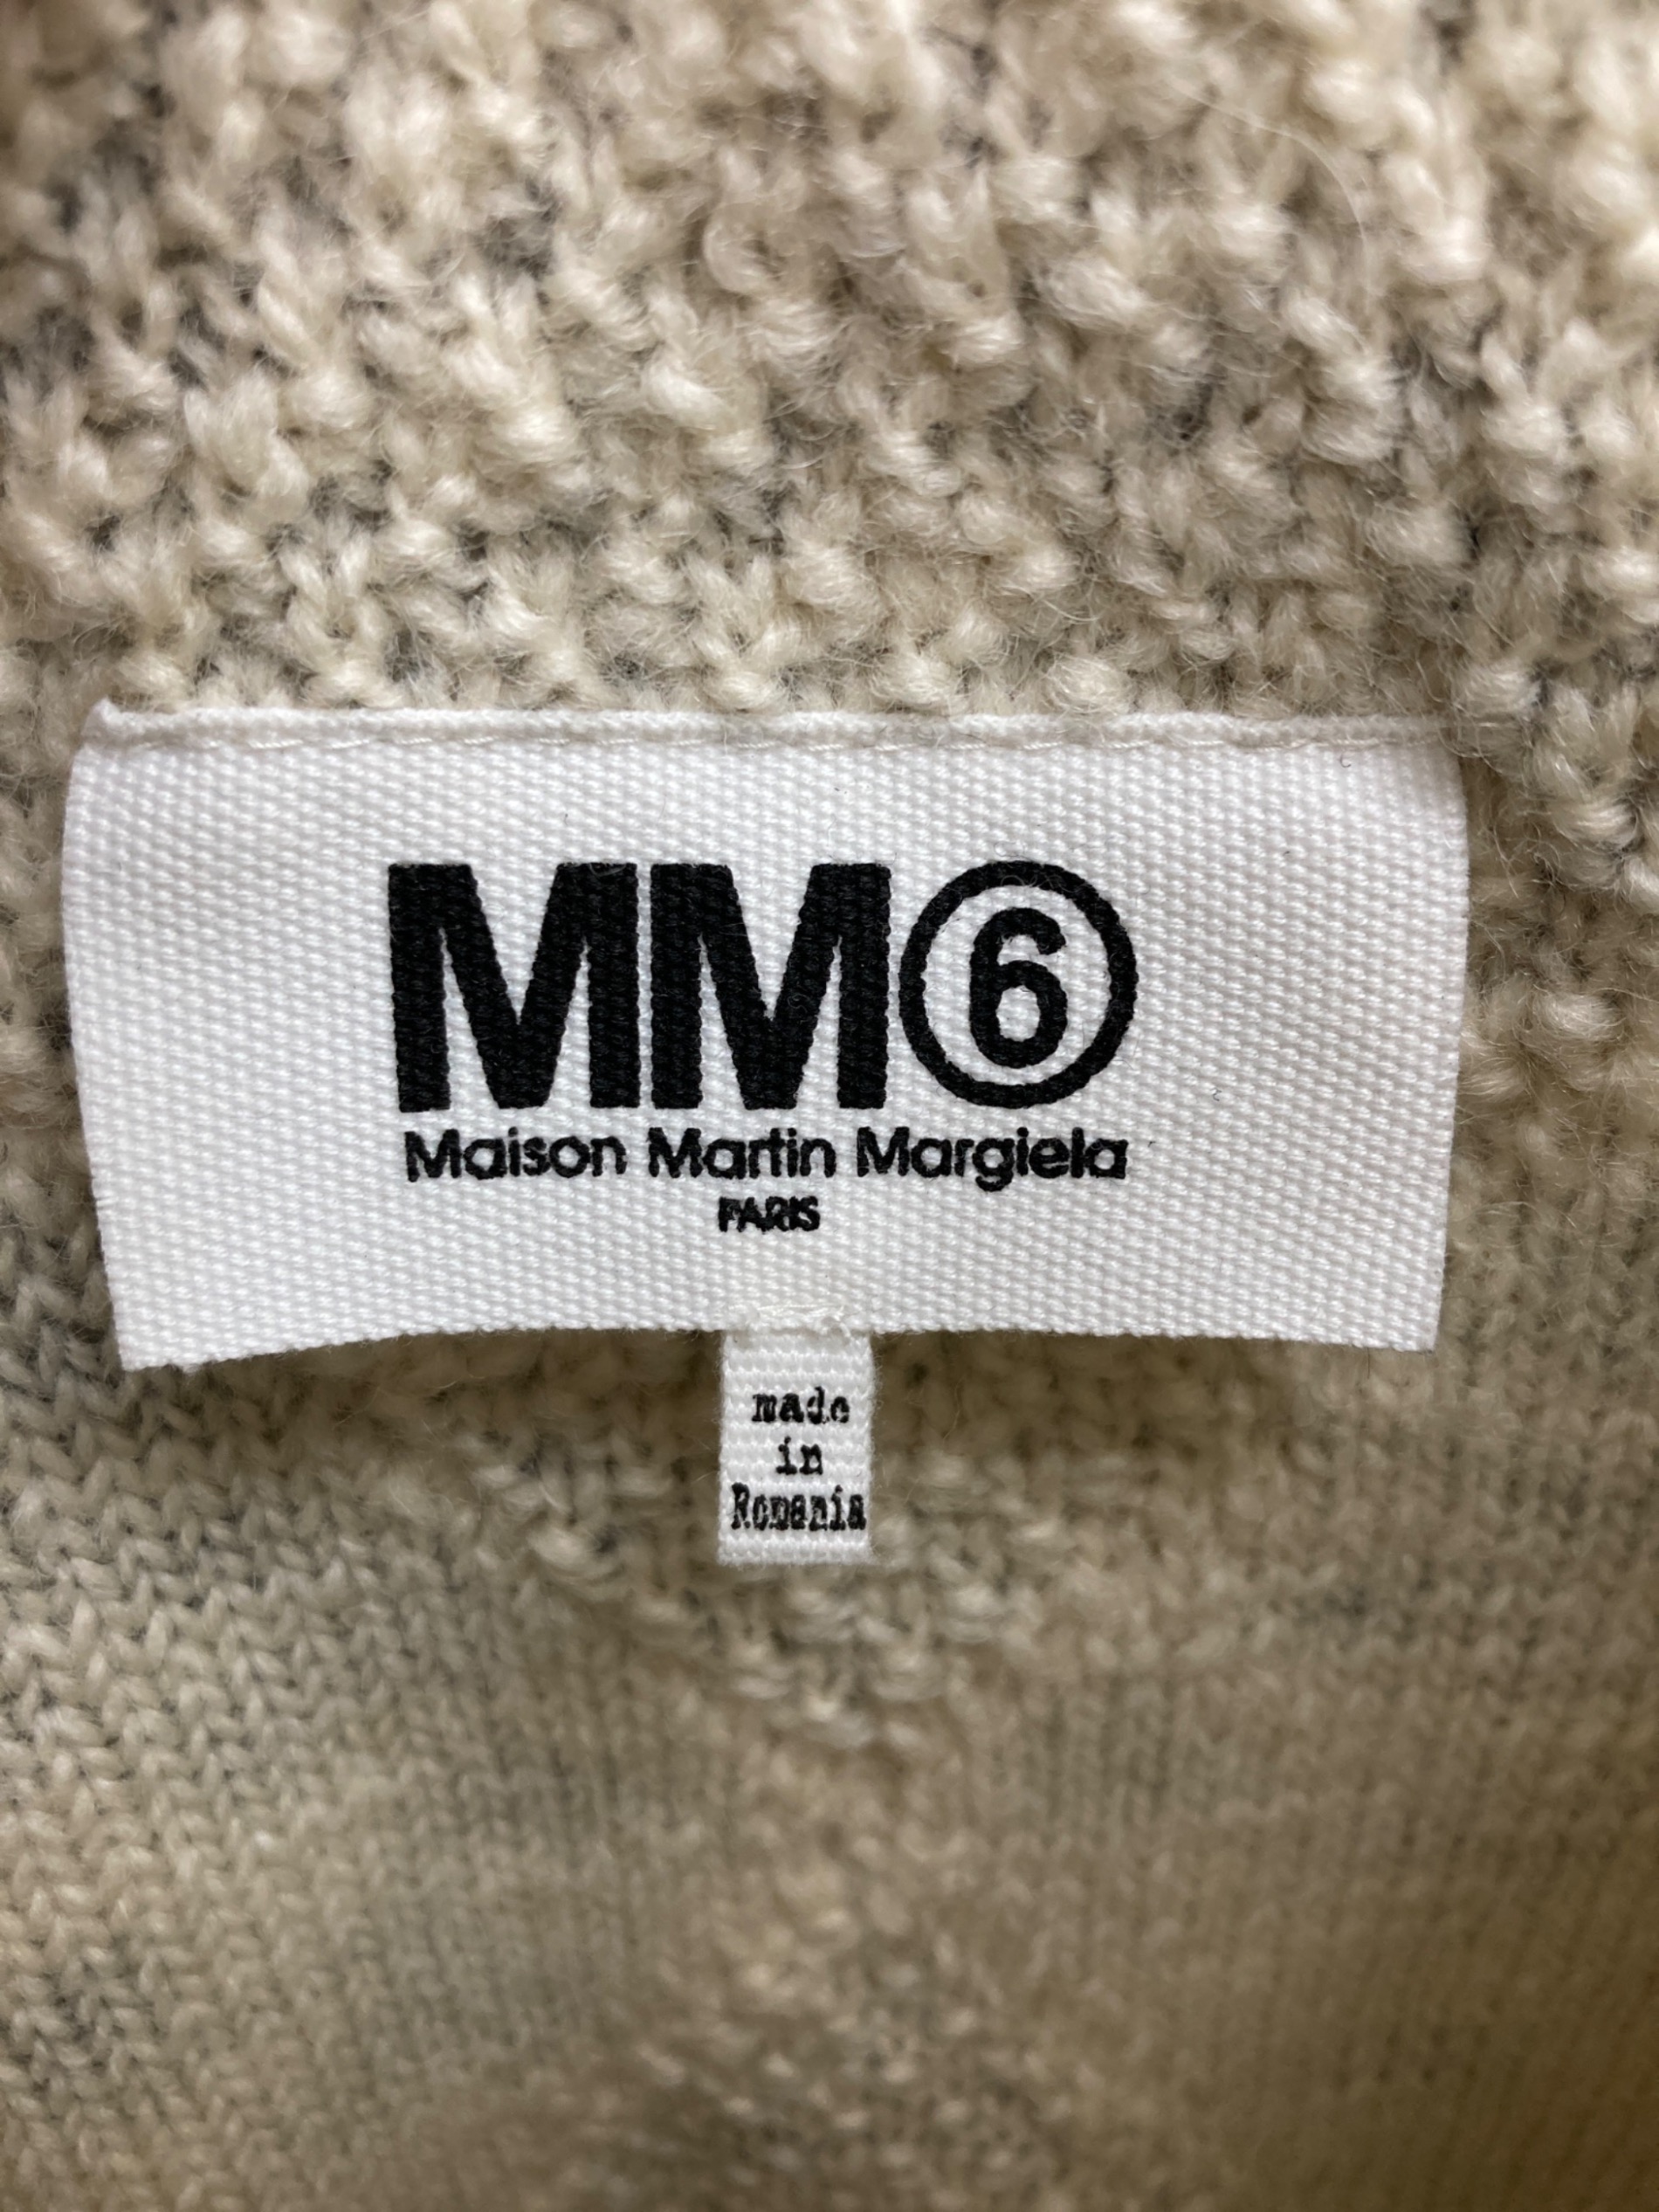 MM⑥
Maison Martin Margiela
PARIS
made
in
Romania